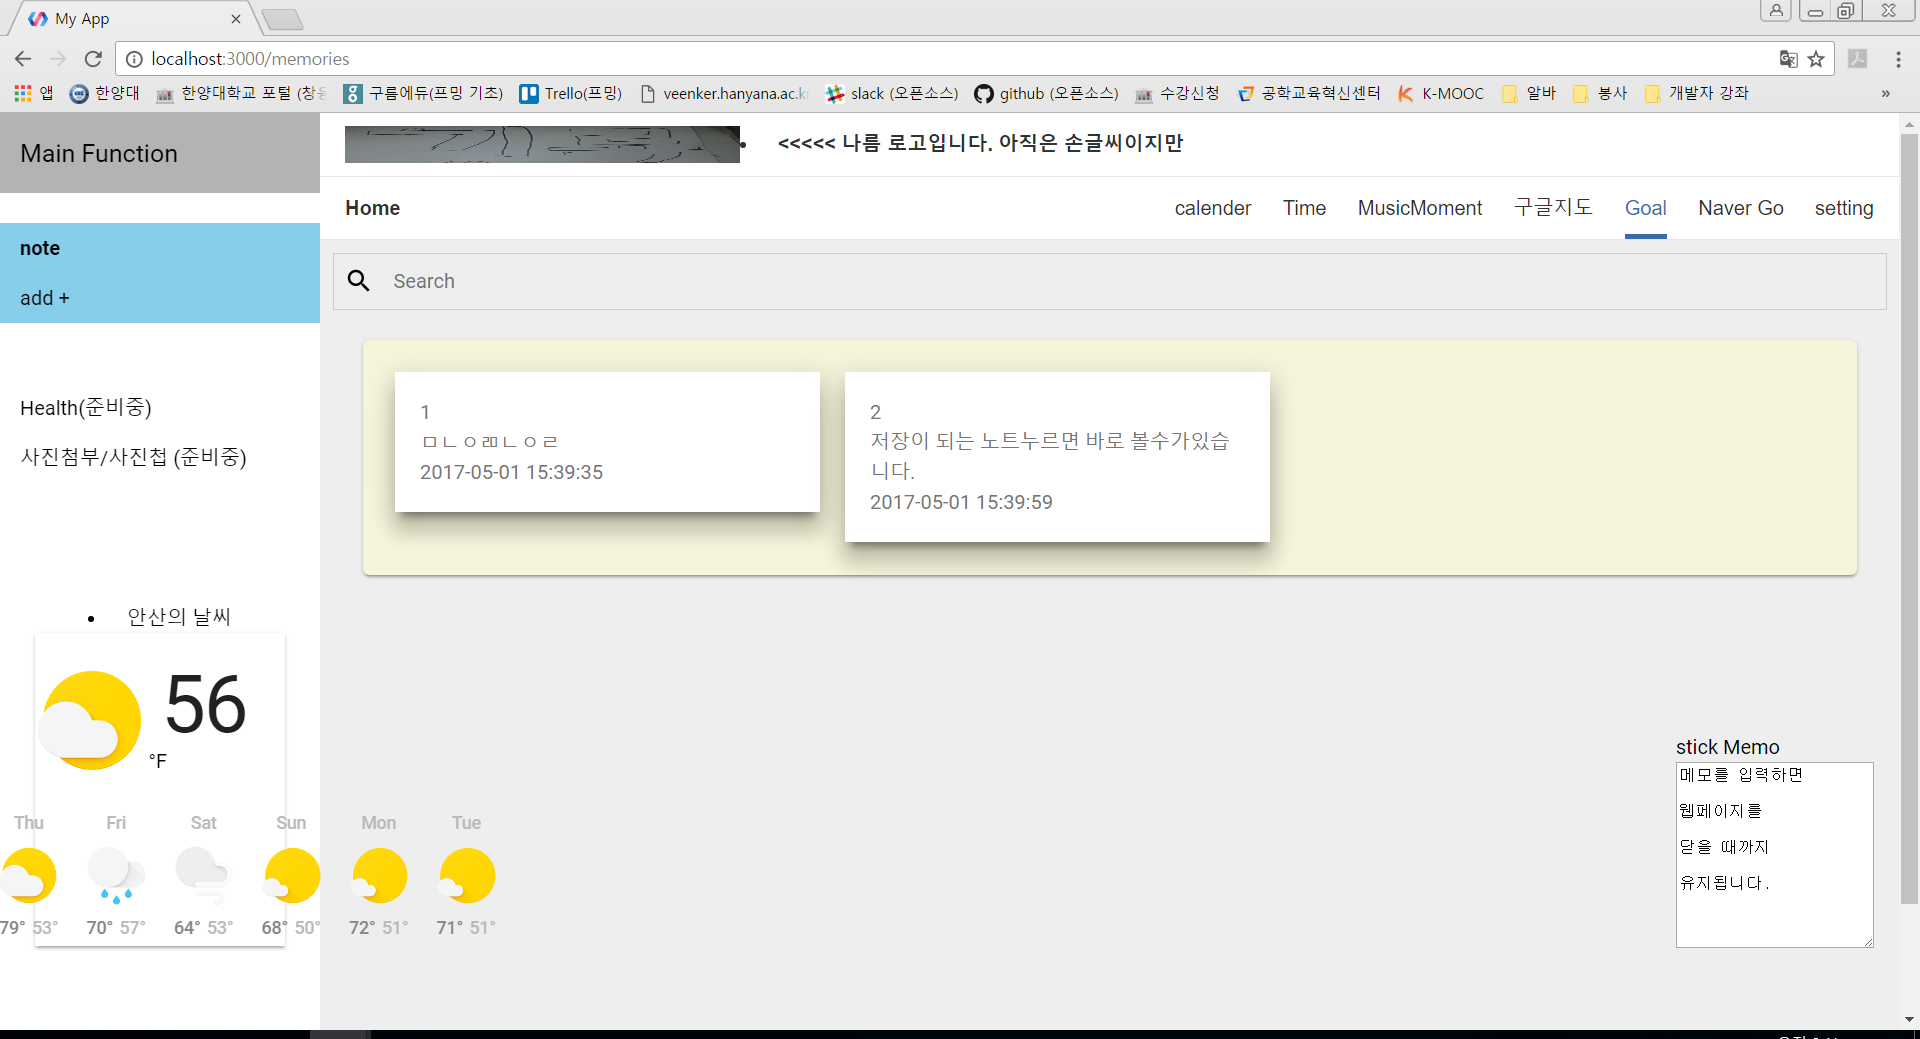 My App
localhost:3000/memories
앱 한양대 한양대학교 포털 (창 구름에듀(프밍 기초) Trello(프밍) veenker.hanyana.ac.k slack (오픈소스) github (오픈소스) 수강신청 공학교육혁신센터 K-MOOC 알바 봉사 개발자 강좌 »
Main Function
<<<<< 나름 로고입니다. 아직은 손글씨이지만
Home calender Time MusicMoment 구글지도 Goal Naver Go setting
note
add +
Search
Health(준비중)
사진첨부/사진첩 (준비중)
1
2017-05-01 15:39:35
2
저장이 되는 노트누르면 바로 볼수가있습
니다.
2017-05-01 15:39:59
안산의 날씨
56
°F
Thu Fri Sat Sun Mon Tue
79° 53° 70° 57° 64° 53° 68° 50° 72° 51° 71° 51°
stick Memo
메모를 입력하면
웹페이지를
닫을 때까지
유지됩니다.